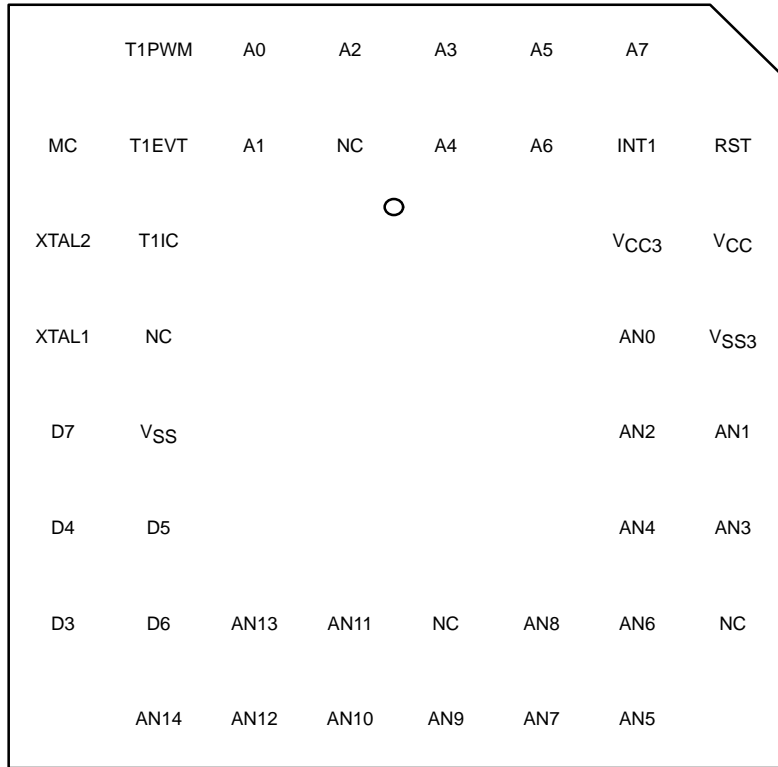 T1PWM A0 A2 A3 A5 A7
MC T1EVT A1 NC A4 A6 INT1 RST
XTAL2 T1IC VCC3 VCC
XTAL1 NC AN0 VSS3
D7 VSS AN2 AN1
D4 D5 AN4 AN3
D3 D6 AN13 AN11 NC AN8 AN6 NC
AN14 AN12 AN10 AN9 AN7 AN5